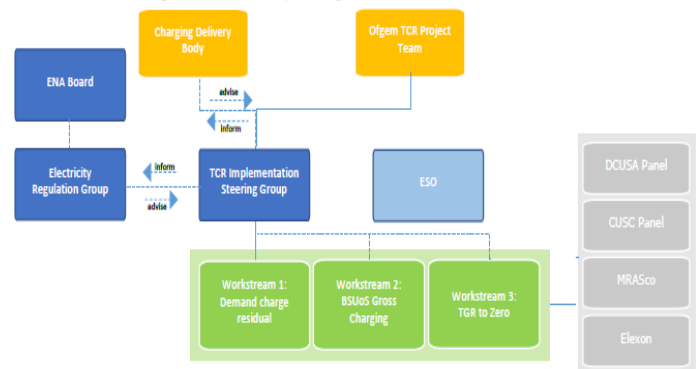 Charging Delivery
Body
Ofgem TCR Project
Team
ENA Board
advise
inform
Electricity
Regulation Group
inform
advise
TCR Implementation
Steering Group
ESO
DCUSA Panel
CUSC Panel
MRASco
Elexon
Workstream 1:
Demand charge
residual
Workstream 2:
BSUoS Gross
Charging
Workstream 3:
TGR to Zero